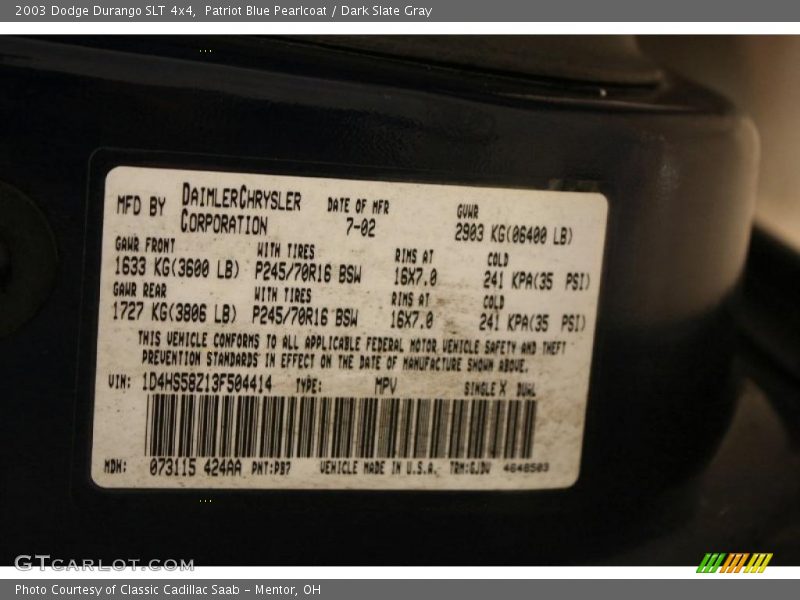 2003 Dodge Durango SLT 4x4, Patriot Blue Pearlcoat / Dark Slate Gray
MFD BY DAIMLERCHRYSLER CORPORATION DATE OF MFR 7-02 GVWR 2903 KG(06400 LB)
GAWR FRONT WITH TIRES RIMS AT COLD
1633 KG(3600 LB) P245/70R16 BSW 16X7.0 241 KPA(35 PSI)
GAWR REAR WITH TIRES RIMS AT COLD
1727 KG(3806 LB) P245/70R16 BSW 16X7.0 241 KPA(35 PSI)
THIS VEHICLE CONFORMS TO ALL APPLICABLE FEDERAL MOTOR VEHICLE SAFETY AND THEFT
PREVENTION STANDARDS IN EFFECT ON THE DATE OF MANUFACTURE SHOWN ABOVE.
VIN: 1D4HS58Z13F504414 TYPE: MPV SINGLE X DUAL
MDH: 073115 424AA PNT:PB7 VEHICLE MADE IN U.S.A. TRM:GJDV 4648503
GTCARLOT.COM
Photo Courtesy of Classic Cadillac Saab - Mentor, OH